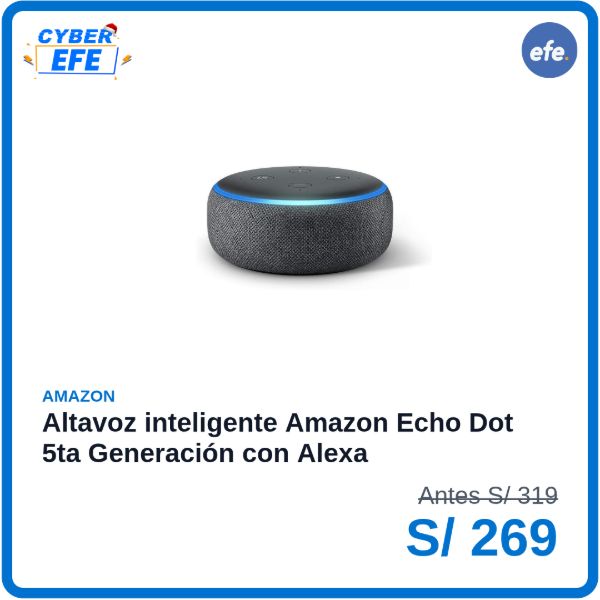 CYBER
EFE
efe.
AMAZON
Altavoz inteligente Amazon Echo Dot
5ta Generación con Alexa
Antes S/ 319
S/ 269